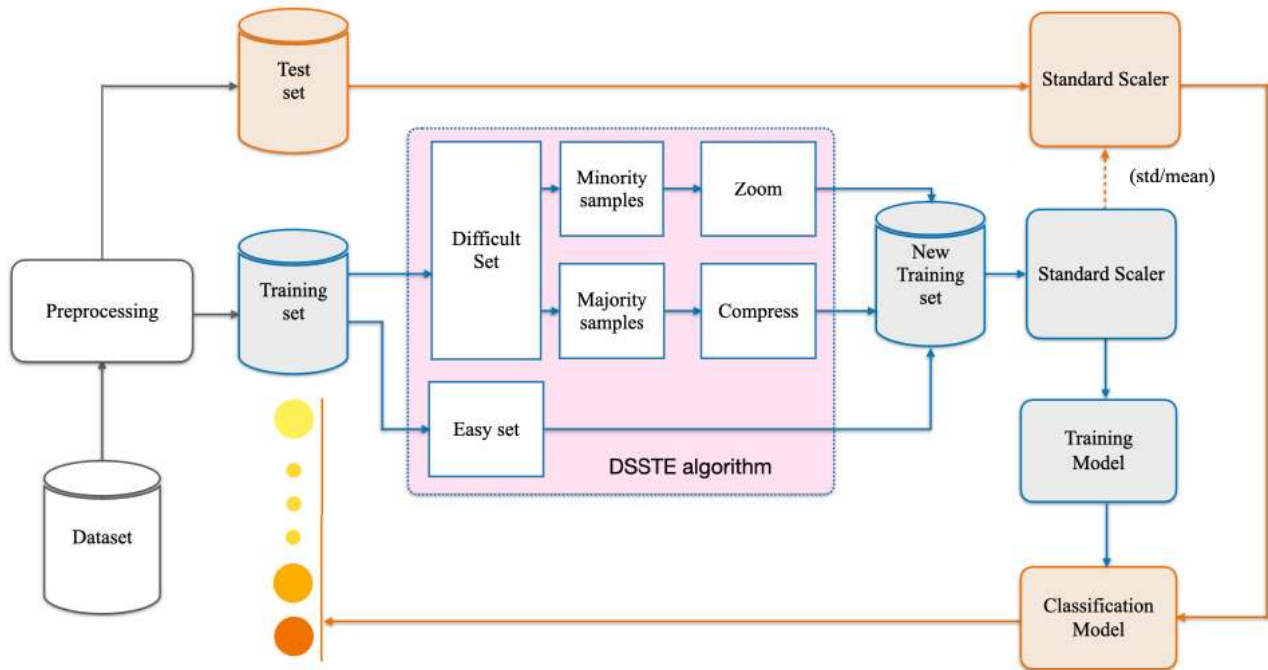 Test
set
Standard Scaler
(std/mean)
Minority
samples
Zoom
Difficult
Set
New
Training
set
Standard Scaler
Training
set
Preprocessing
Majority
samples
Compress
Easy set
DSSTE algorithm
Training
Model
Dataset
Classification
Model